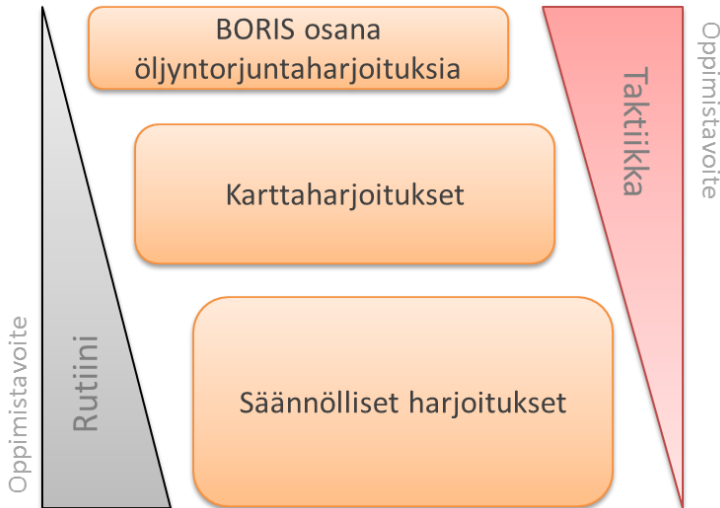 BORIS osana
öljyntorjuntaharjoituksia
Karttaharjoitukset
Säännölliset harjoitukset
Oppimistavoite
Rutiini
Taktiikka
Oppimistavoite